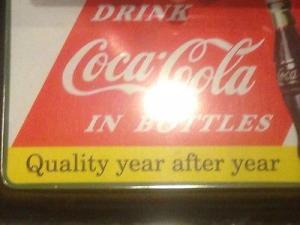 DRINK
Coca-Cola
IN BOTTLES
Quality year after year